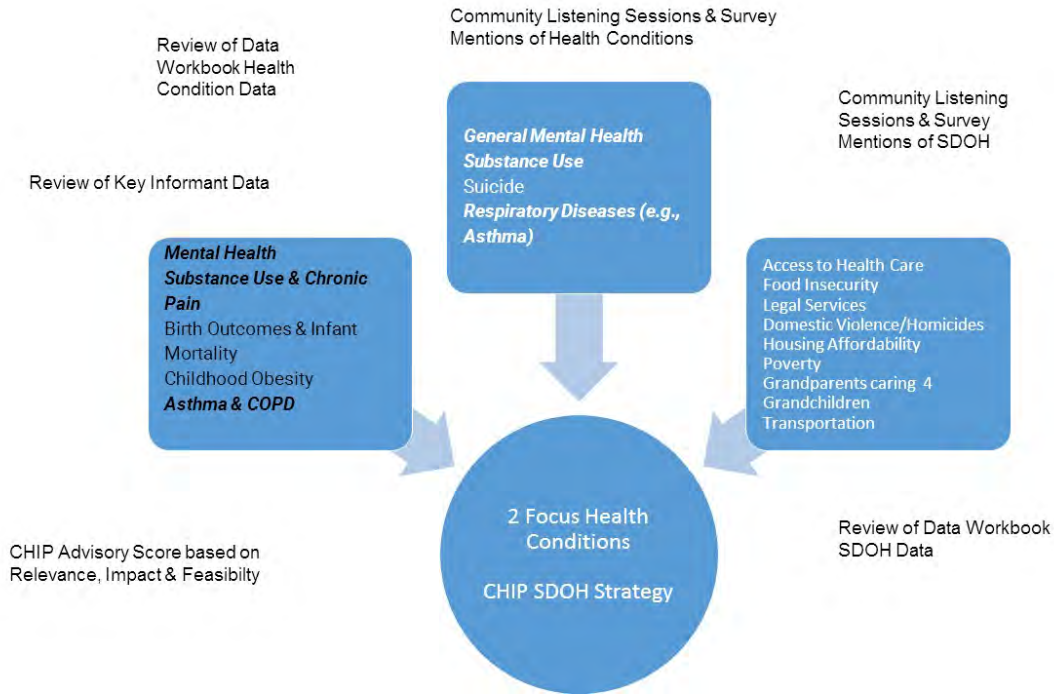 Community Listening Sessions & Survey
Mentions of Health Conditions
Review of Data
Workbook Health
Condition Data
Community Listening
Sessions & Survey
Mentions of SDOH
Review of Key Informant Data
General Mental Health
Substance Use
Suicide
Respiratory Diseases (e.g.,
Asthma)
Mental Health
Substance Use & Chronic
Pain
Birth Outcomes & Infant
Mortality
Childhood Obesity
Asthma & COPD
Access to Health Care
Food Insecurity
Legal Services
Domestic Violence/Homicides
Housing Affordability
Poverty
Grandparents caring 4
Grandchildren
Transportation
2 Focus Health
Conditions
CHIP SDOH Strategy
CHIP Advisory Score based on
Relevance, Impact & Feasibilty
Review of Data Workbook
SDOH Data